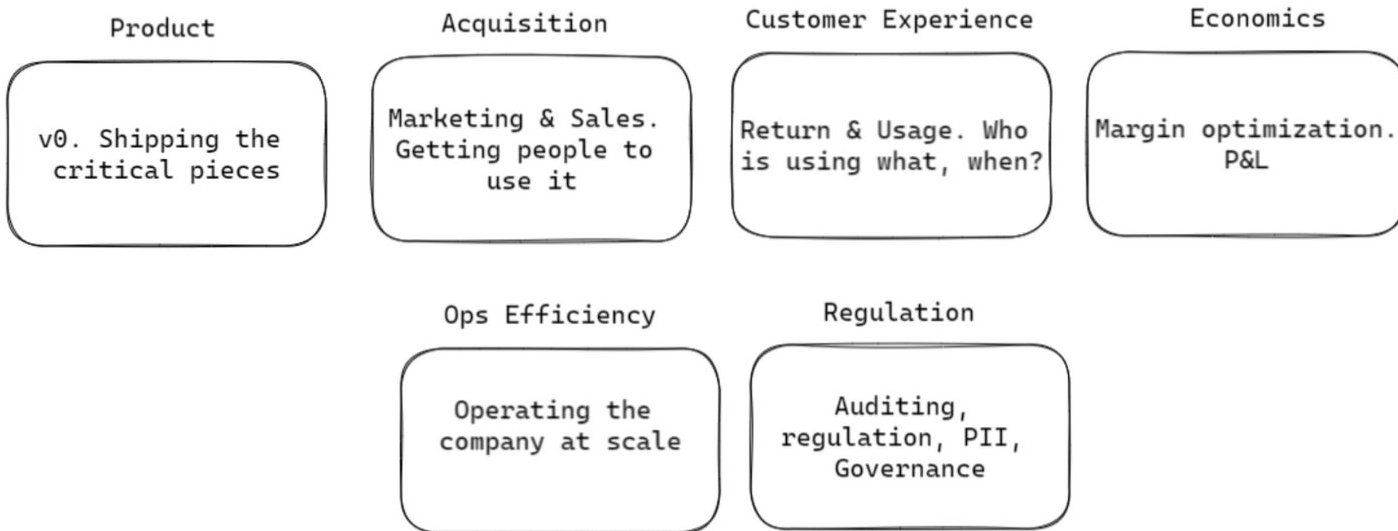 Product
v0. Shipping the
critical pieces
Acquisition
Marketing & Sales.
Getting people to
use it
Customer Experience
Return & Usage. Who
is using what, when?
Economics
Margin optimization.
P&L
Ops Efficiency
Operating the
company at scale
Regulation
Auditing,
regulation, PII,
Governance